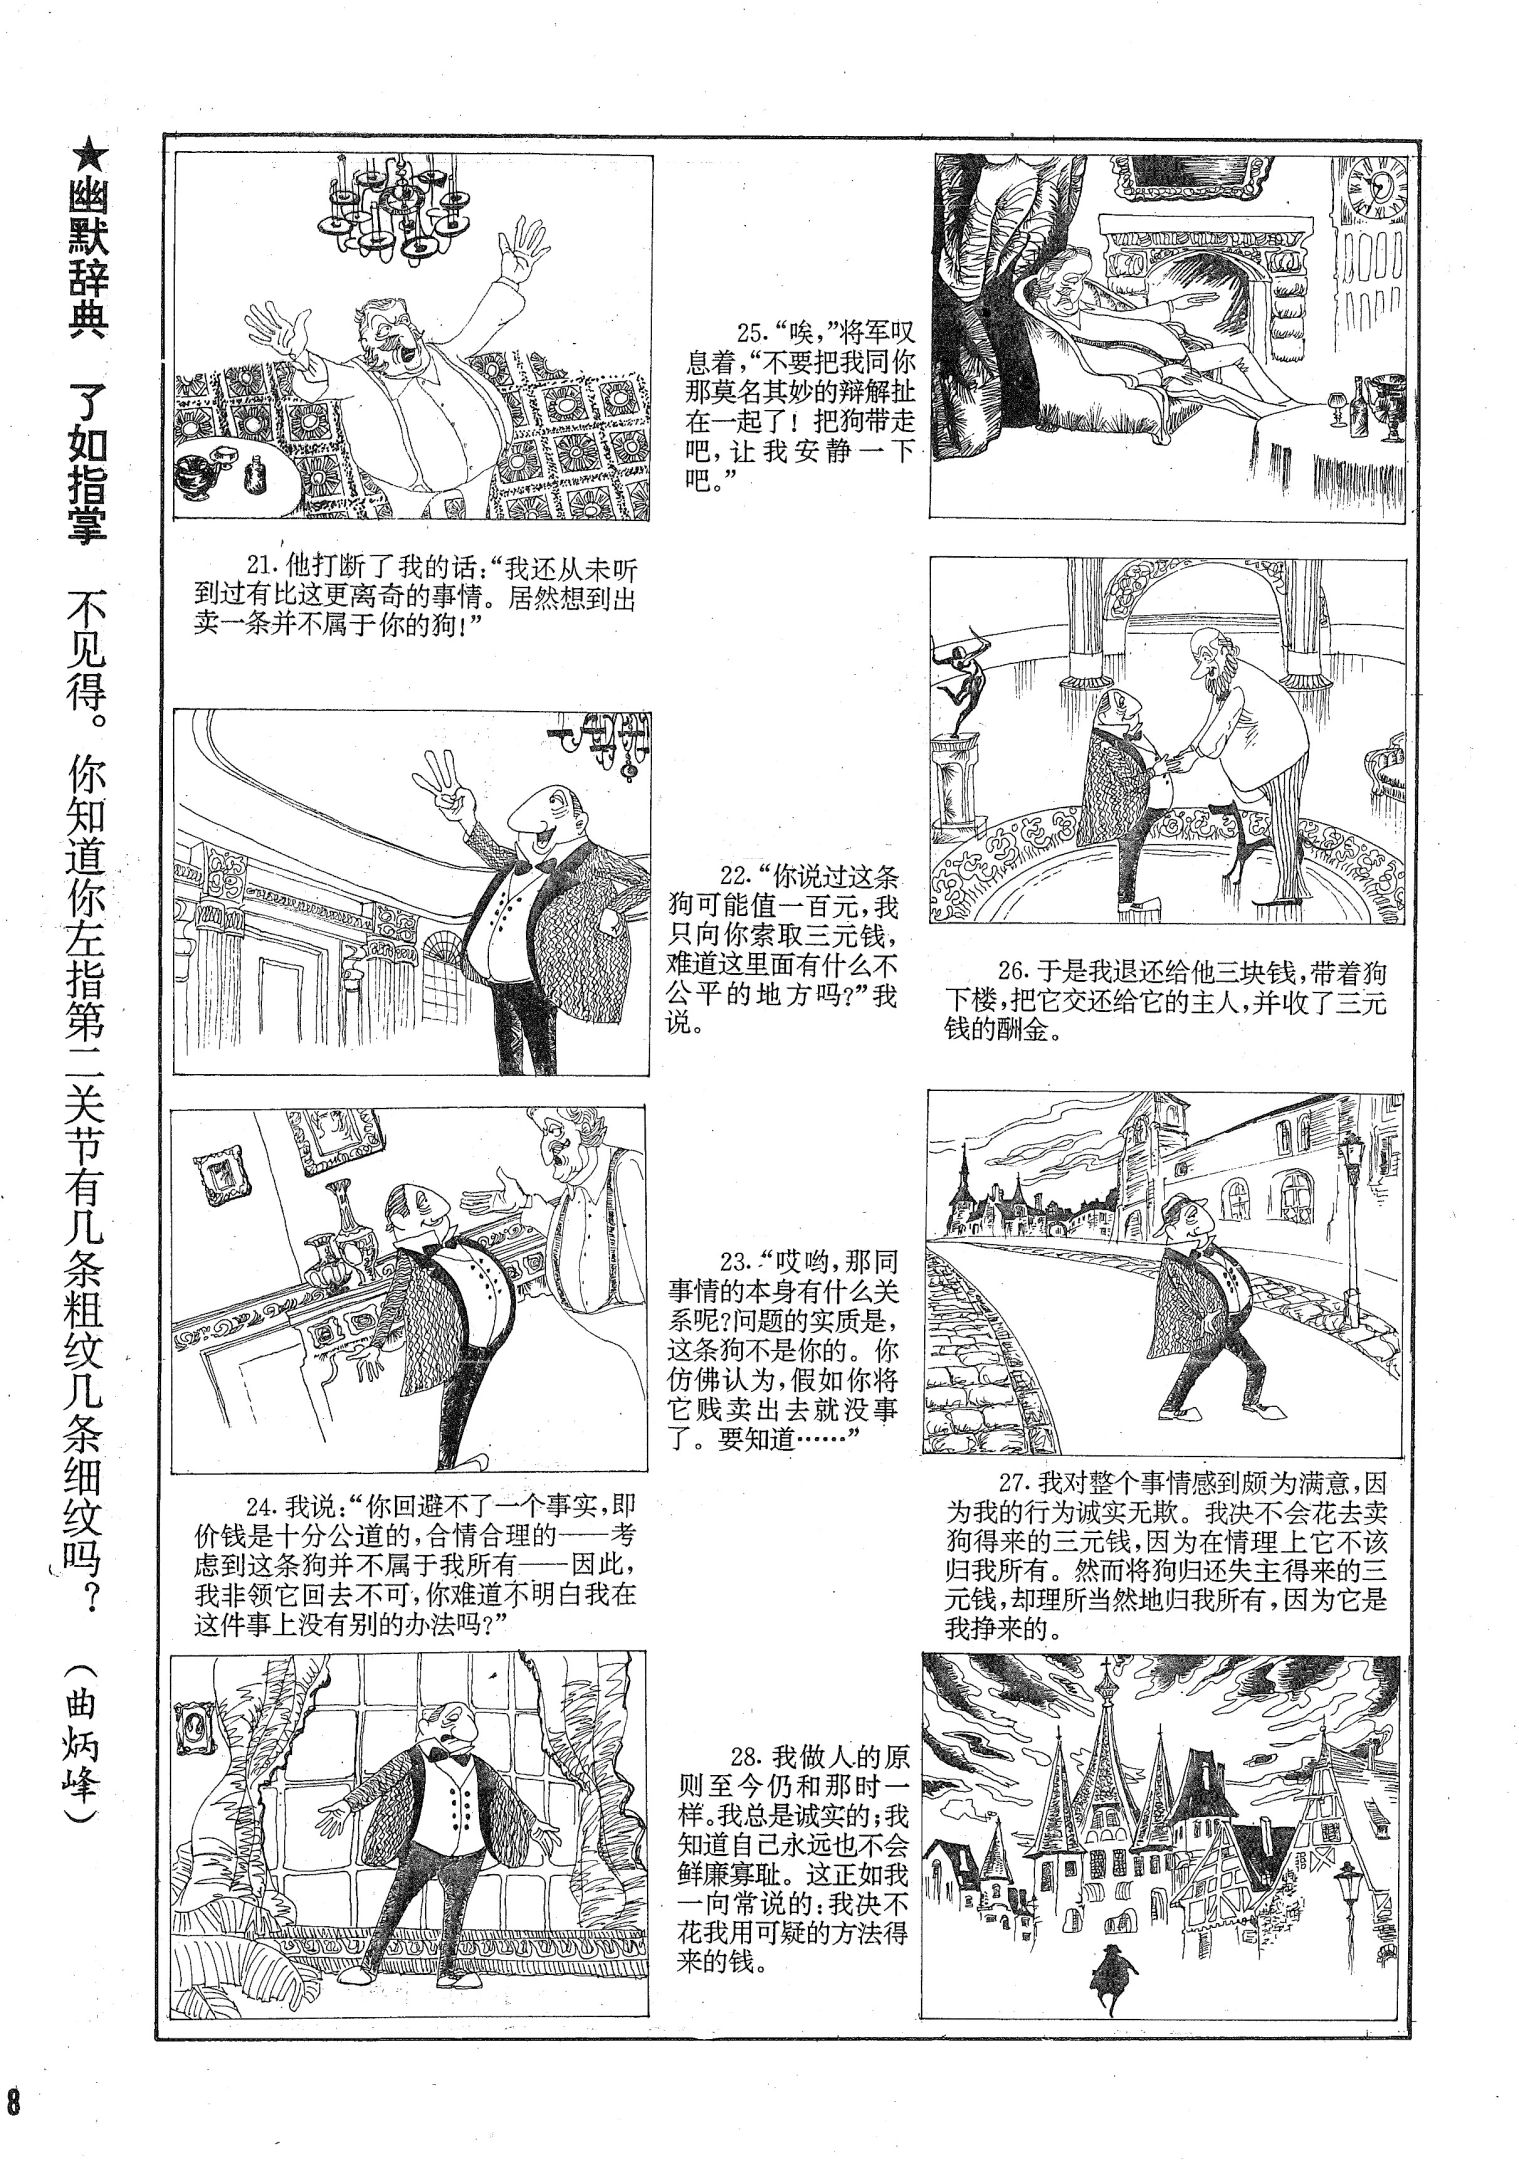 ★幽默辞典 了如指掌 不见得。你知道你左指第二关节有几条粗纹几条细纹吗？（曲炳峰）
21.他打断了我的话：“我还从未听
到过有比这更离奇的事情。居然想到出
卖一条并不属于你的狗！”
22.“你说过这条
狗可能值一百元，我
只向你索取三元钱，
难道这里面有什么不
公平的地方吗？”我
说。
23.“哎哟，那同
事情的本身有什么关
系呢？问题的实质是，
这条狗不是你的。你
仿佛认为，假如你将
它贱卖出去就没事
了。要知道……”
24.我说：“你回避不了一个事实，即
价钱是十分公道的，合情合理的——考
虑到这条狗并不属于我所有——因此，
我非领它回去不可，你难道不明白我在
这件事上没有别的办法吗？”
25.“唉，”将军叹
息着，“不要把我同你
那莫名其妙的辩解扯
在一起了！把狗带走
吧，让我安静一下
吧。”
26.于是我退还给他三块钱，带着狗
下楼，把它交还给它的主人，并收了三元
钱的酬金。
27.我对整个事情感到颇为满意，因
为我的行为诚实无欺。我决不会花去卖
狗得来的三元钱，因为在情理上它不该
归我所有。然而将狗归还失主得来的三
元钱，却理所当然地归我所有，因为它是
我挣来的。
28.我做人的原
则至今仍和那时一
样。我总是诚实的；我
知道自己永远也不会
鲜廉寡耻。这正如我
一向常说的：我决不
花我用可疑的方法得
来的钱。
8